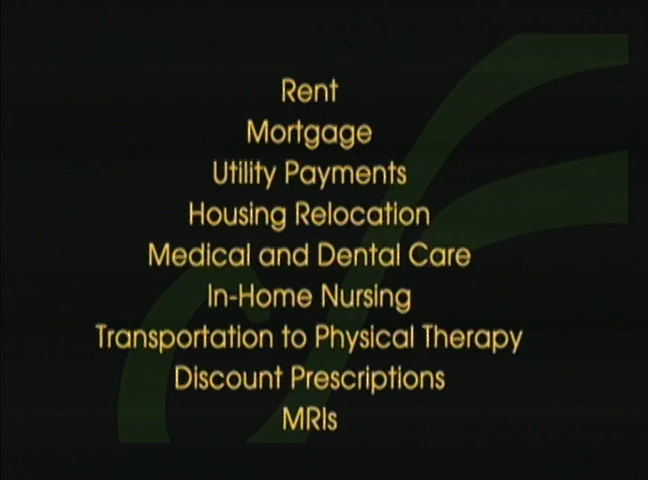 Rent
Mortgage
Utility Payments
Housing Relocation
Medical and Dental Care
In-Home Nursing
Transportation to Physical Therapy
Discount Prescriptions
MRIs